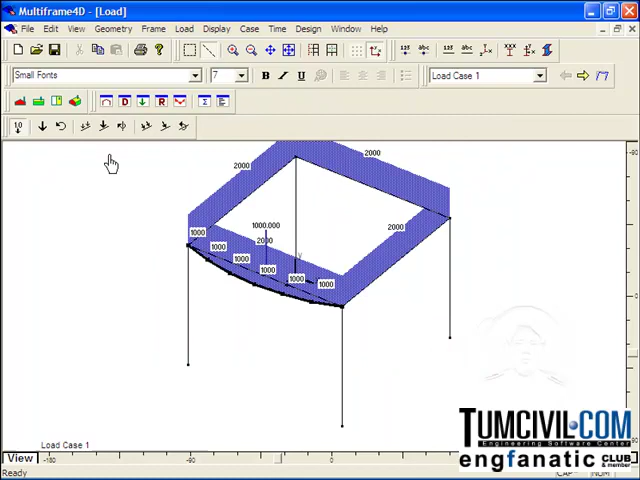 Multiframe4D - [Load]
File Edit View Geometry Frame Load Display Case Time Design Window Help
Small Fonts 7 B I U Load Case 1
2000
2000
2000
1000
1000
1000
1000
1000
1000
1000.000
2000
Load Case 1
View -180 -90 0 90
Ready
TUMCIVIL.COM
Engineering Software Center
engfanatic CLUB
& member